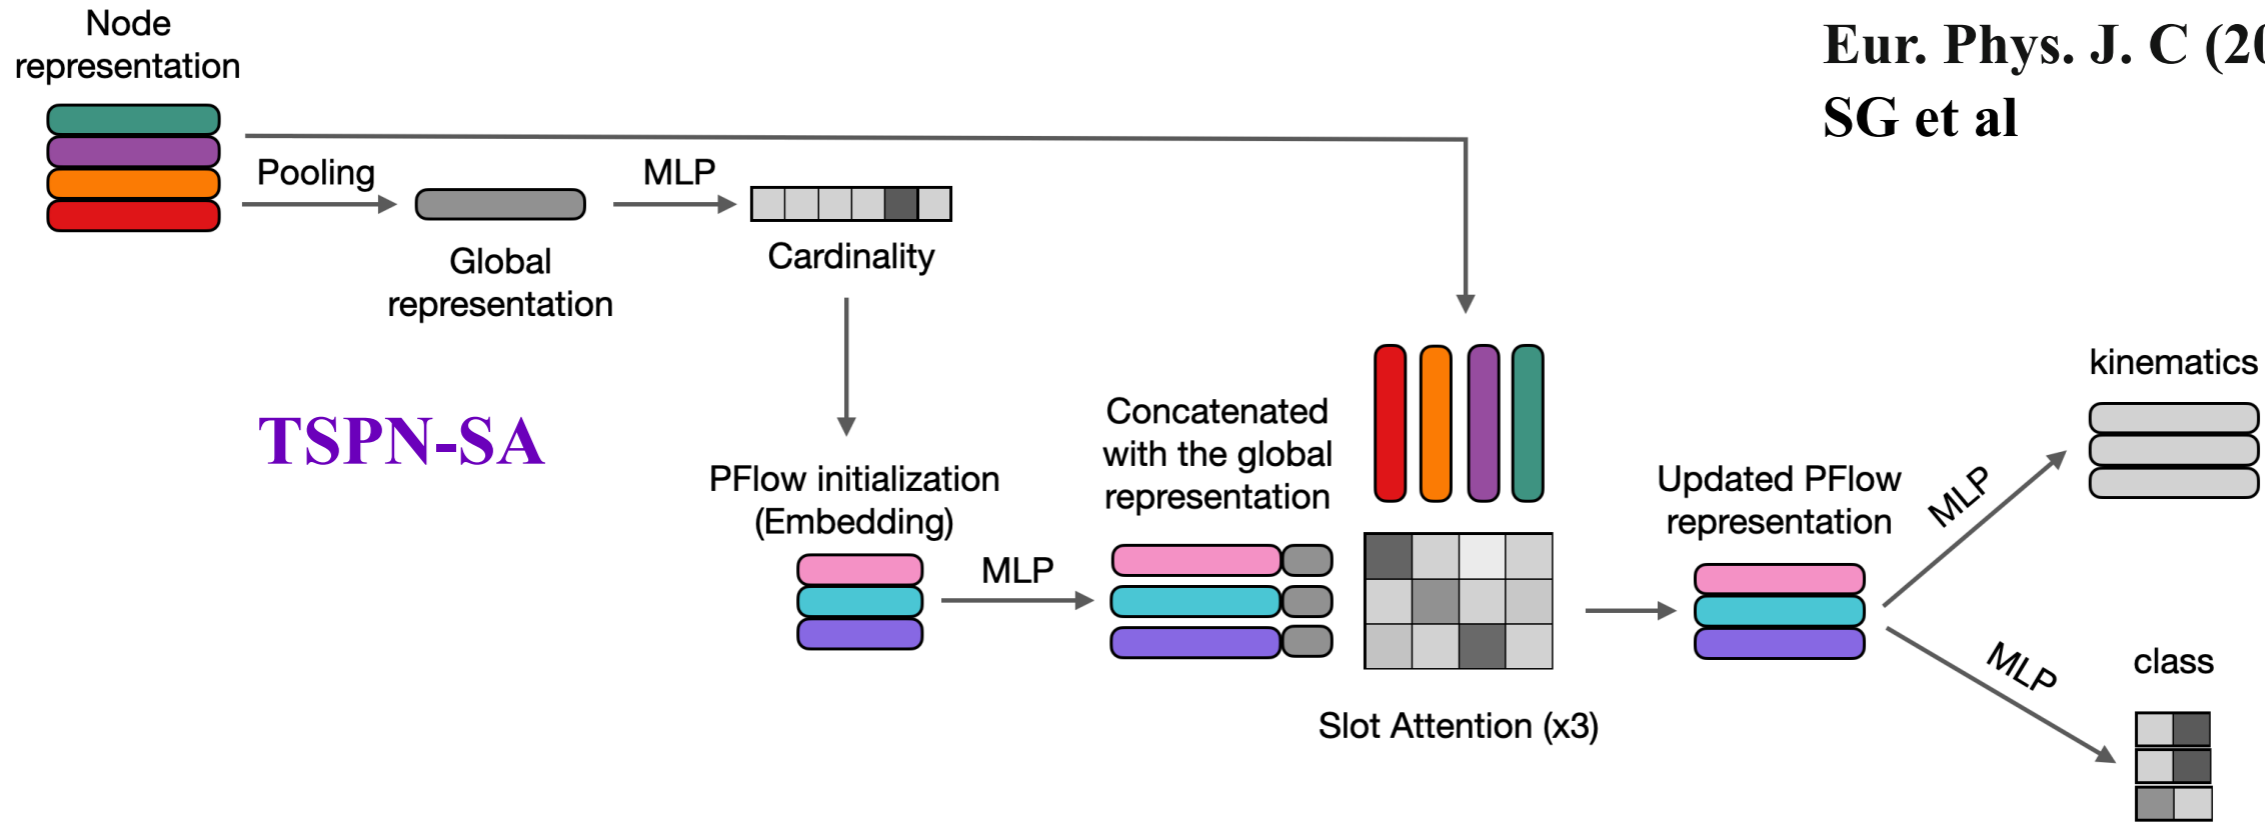 Node
representation
Eur. Phys. J. C (20
SG et al
Pooling
MLP
Global
representation
Cardinality
TSPN-SA
PFlow initialization
(Embedding)
MLP
Concatenated
with the global
representation
Slot Attention (x3)
Updated PFlow
representation
MLP
kinematics
MLP
class